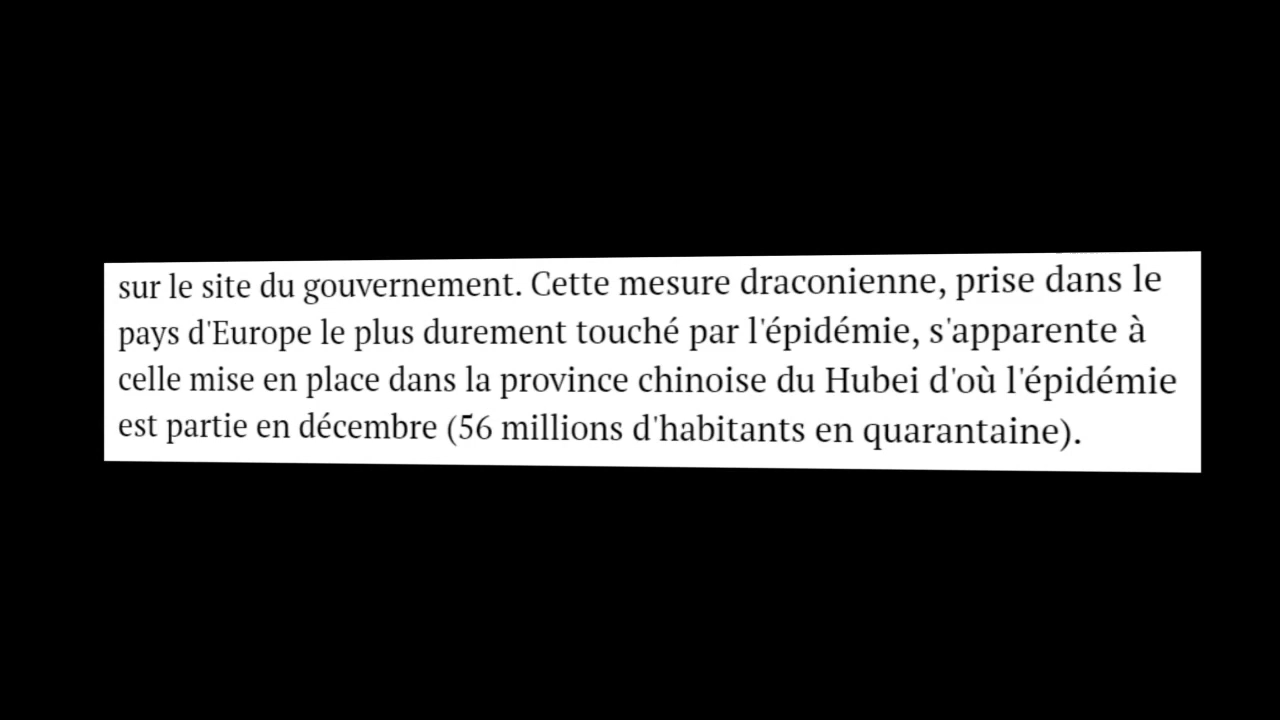 sur le site du gouvernement. Cette mesure draconienne, prise dans le
pays d'Europe le plus durement touché par l'épidémie, s'apparente à
celle mise en place dans la province chinoise du Hubei d'où l'épidémie
est partie en décembre (56 millions d'habitants en quarantaine).